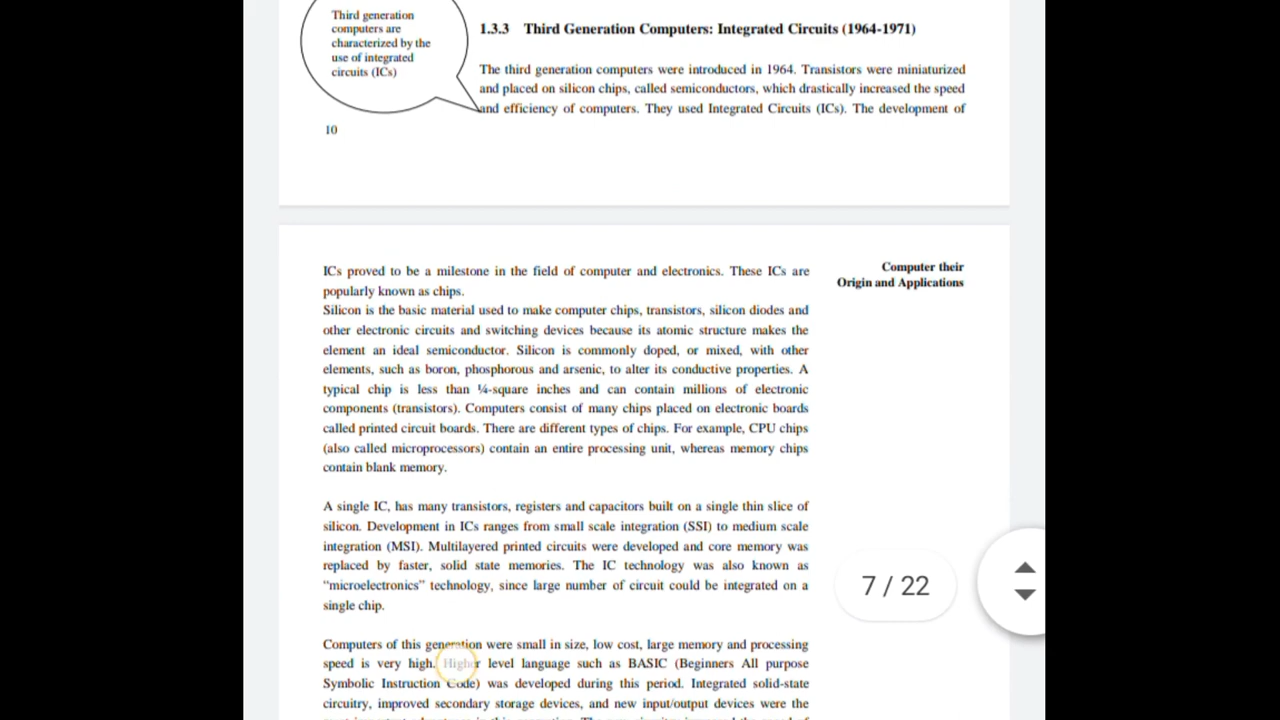 Third generation
computers are
characterized by the
use of integrated
circuits (ICs)
1.3.3 Third Generation Computers: Integrated Circuits (1964-1971)
The third generation computers were introduced in 1964. Transistors were miniaturized
and placed on silicon chips, called semiconductors, which drastically increased the speed
and efficiency of computers. They used Integrated Circuits (ICs). The development of
10
Computer their
Origin and Applications
ICs proved to be a milestone in the field of computer and electronics. These ICs are
popularly known as chips.
Silicon is the basic material used to make computer chips, transistors, silicon diodes and
other electronic circuits and switching devices because its atomic structure makes the
element an ideal semiconductor. Silicon is commonly doped, or mixed, with other
elements, such as boron, phosphorous and arsenic, to alter its conductive properties. A
typical chip is less than ¼-square inches and can contain millions of electronic
components (transistors). Computers consist of many chips placed on electronic boards
called printed circuit boards. There are different types of chips. For example, CPU chips
(also called microprocessors) contain an entire processing unit, whereas memory chips
contain blank memory.
A single IC, has many transistors, registers and capacitors built on a single thin slice of
silicon. Development in ICs ranges from small scale integration (SSI) to medium scale
integration (MSI). Multilayered printed circuits were developed and core memory was
replaced by faster, solid state memories. The IC technology was also known as
"microelectronics" technology, since large number of circuit could be integrated on a
single chip.
7 / 22
Computers of this generation were small in size, low cost, large memory and processing
speed is very high. Higher level language such as BASIC (Beginners All purpose
Symbolic Instruction Code) was developed during this period. Integrated solid-state
circuitry, improved secondary storage devices, and new input/output devices were the